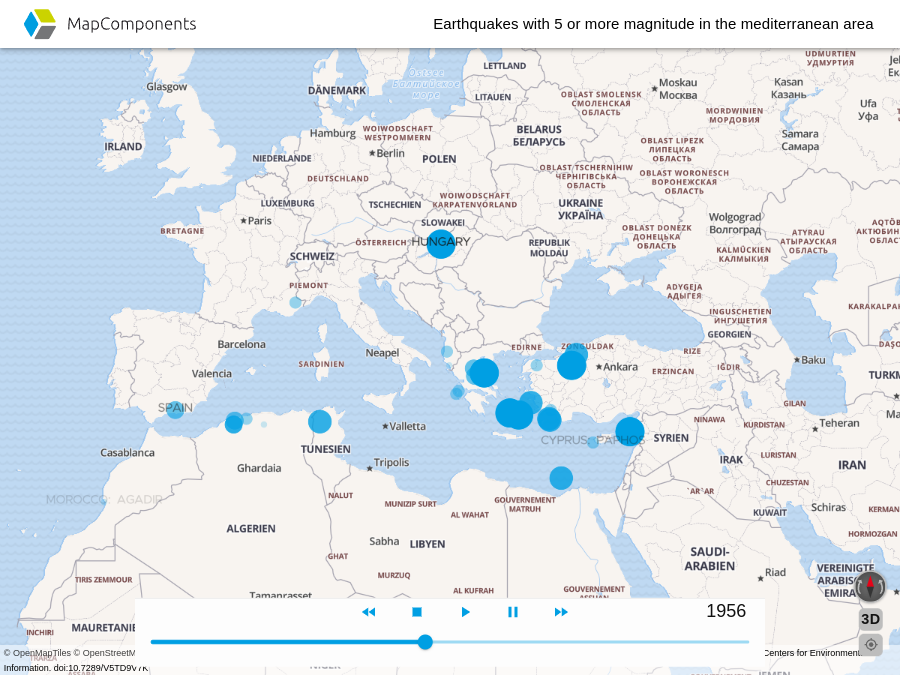 MapComponents
Earthquakes with 5 or more magnitude in the mediterranean area
UDMURTIEN
УДМУРТИЯ
LETTLAND
Glasgow
DÄNEMARK
Ostsee
Балтийское
море
LITAUEN
OBLAST SMOLENSK
СМОЛЕНСКАЯ
ОБЛАСТЬ
Moskau
Москва
Kasan
Казань
MORDWINIEN
МОРДОВИЯ
Ufa
Уфа
IRLAND
Hamburg
WOIWODSCHAFT
WESTPOMMERN
BELARUS
БЕЛАРУСЬ
Samara
Самара
NIEDERLANDE
Berlin
POLEN
OBLAST LIPEZK
ЛИПЕЦКАЯ
ОБЛАСТЬ
DEUTSCHLAND
OBLAST TSCHERNIHIW
ЧЕРНІГІВСЬКА
ОБЛАСТЬ
OBLAST WORONESCH
ВОРОНЕЖСКАЯ
ОБЛАСТЬ
LUXEMBURG
TSCHECHIEN
WOIWODSCHAFT
KARPATENVORLAND
UKRAINE
УКРАЇНА
Paris
SLOWAKEI
Wolgograd
Волгоград
BRETAGNE
ÖSTERREICH
HUNGARY
REPUBLIK
MOLDAU
OBLAST DONEZK
ДОНЕЦЬКА
ОБЛАСТЬ
ATYRAU
АТЫРАУСКАЯ
ОБЛАСТЬ
SCHWEIZ
KALMÜCKIEN
КАЛМЫКИЯ
PIEMONT
ADYGEJA
АДЫГЕЯ
INGUSCHETIEN
ИНГУШЕТИЯ
GEORGIEN
Barcelona
Neapel
EDIRNE
ZONGULDAK
RIZE
Valencia
SARDINIEN
Ankara
ERZINCAN
IĞDIR
Baku
SPAIN
GILAN
NINAWA
KURDISTAN
Teheran
Valletta
CYPRUS: PAPHOS
SYRIEN
Casablanca
TUNESIEN
Tripolis
IRAK
LURISTAN
IRAN
Ghardaia
CHUZESTAN
MOROCCO: AGADIR
NALUT
MUNIZIP SURT
GOUVERNEMENT
MATRUH
AL WAHAT
AR'AR
KUWAIT
Schiras
ALGERIEN
Sabha
LIBYEN
HORMOZGAN
GHAT
SAUDI-
ARABIEN
TIRIS ZEMMOUR
MURZUQ
Riad
VEREINIGTE
ARABISCHE
EMIRATE
Tamanrasset
AL KUFRAH
GOUVERNEMENT
ASSUAN
1956
3D
INCHIRI
MAURETANIEN
© OpenMapTiles © OpenStreetM
Centers for Environment
Information. doi:10.7289/V5TD9V7K